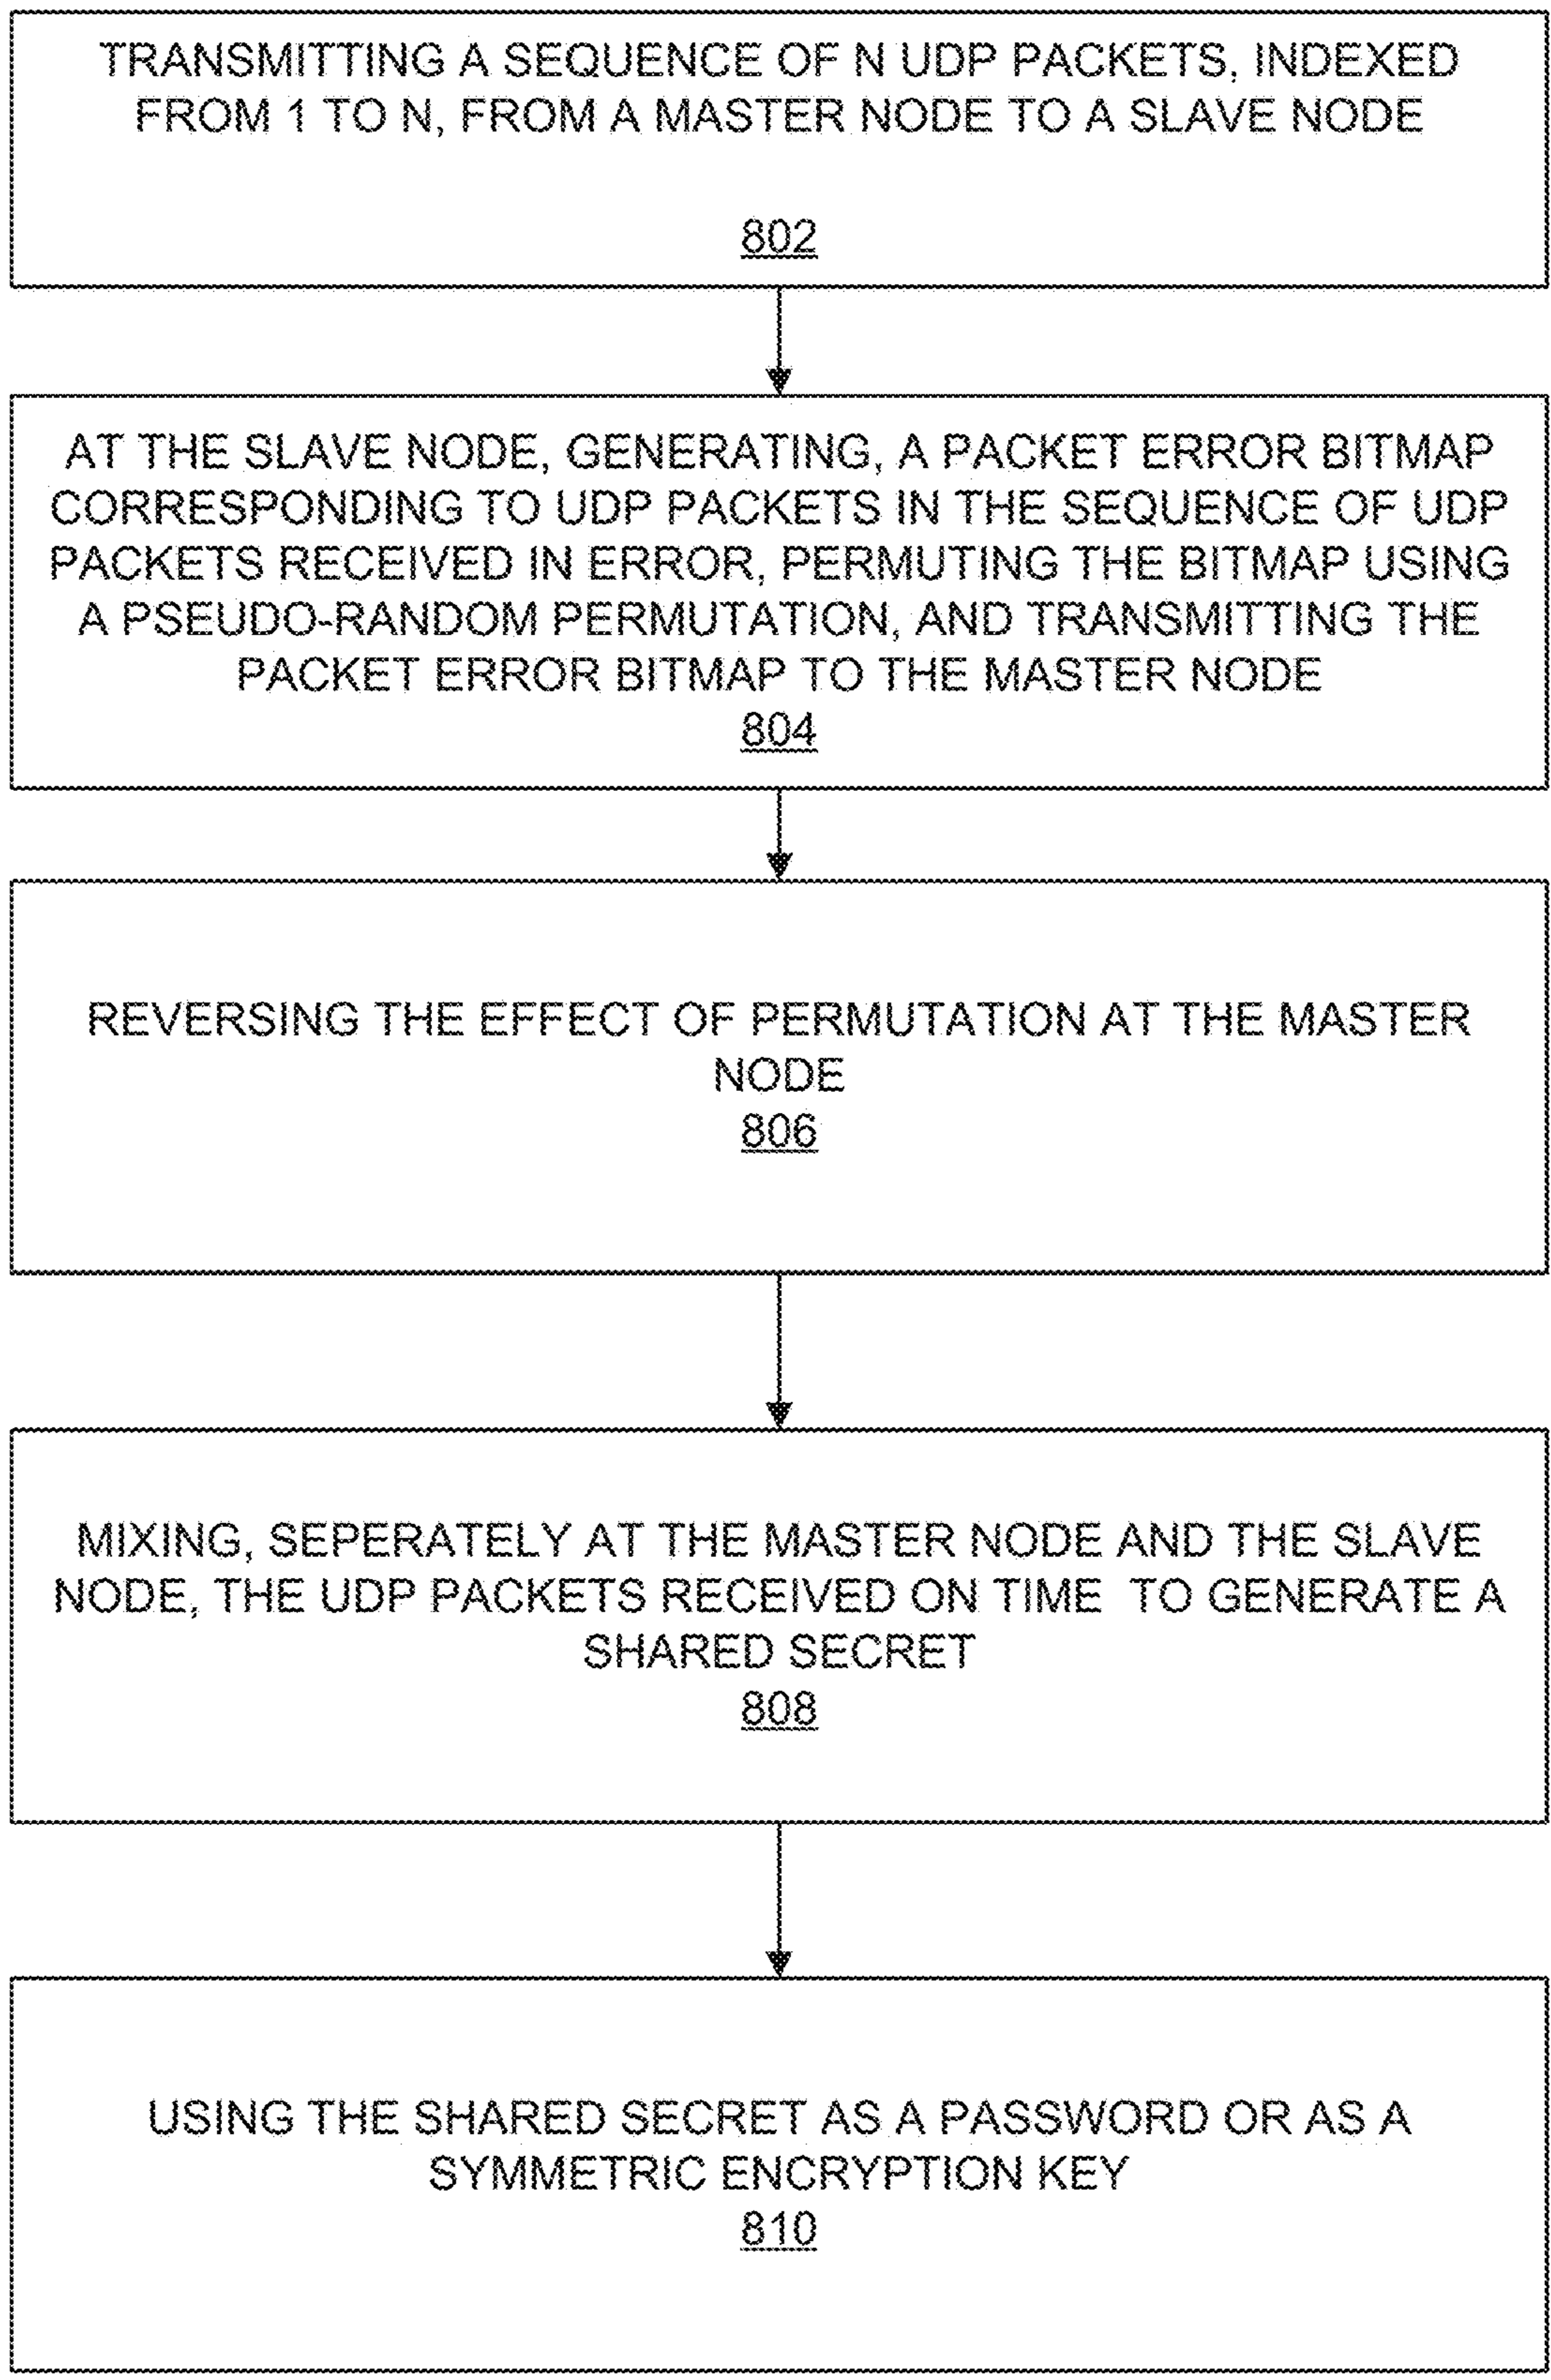 TRANSMITTING A SEQUENCE OF N UDP PACKETS, INDEXED
FROM 1 TO N, FROM A MASTER NODE TO A SLAVE NODE
802
AT THE SLAVE NODE, GENERATING, A PACKET ERROR BITMAP
CORRESPONDING TO UDP PACKETS IN THE SEQUENCE OF UDP
PACKETS RECEIVED IN ERROR, PERMUTING THE BITMAP USING
A PSEUDO-RANDOM PERMUTATION, AND TRANSMITTING THE
PACKET ERROR BITMAP TO THE MASTER NODE
804
REVERSING THE EFFECT OF PERMUTATION AT THE MASTER
NODE
806
MIXING, SEPERATELY AT THE MASTER NODE AND THE SLAVE
NODE, THE UDP PACKETS RECEIVED ON TIME TO GENERATE A
SHARED SECRET
808
USING THE SHARED SECRET AS A PASSWORD OR AS A
SYMMETRIC ENCRYPTION KEY
810